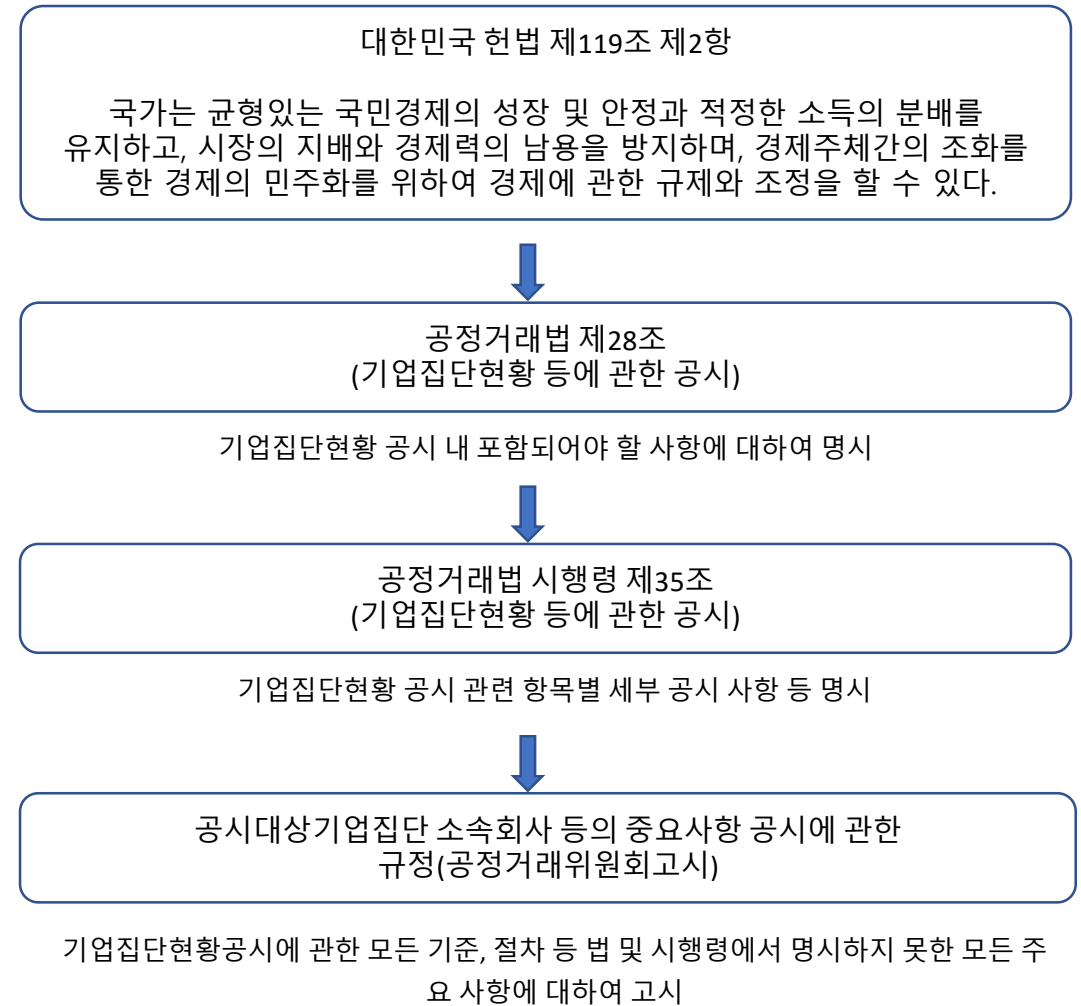 대한민국 헌법 제119조 제2항
국가는 균형있는 국민경제의 성장 및 안정과 적정한 소득의 분배를
유지하고, 시장의 지배와 경제력의 남용을 방지하며, 경제주체간의 조화를
통한 경제의 민주화를 위하여 경제에 관한 규제와 조정을 할 수 있다.
공정거래법 제28조
(기업집단현황 등에 관한 공시)
기업집단현황 공시 내 포함되어야 할 사항에 대하여 명시
공정거래법 시행령 제35조
(기업집단현황 등에 관한 공시)
기업집단현황 공시 관련 항목별 세부 공시 사항 등 명시
공시대상기업집단 소속회사 등의 중요사항 공시에 관한
규정(공정거래위원회고시)
기업집단현황공시에 관한 모든 기준, 절차 등 법 및 시행령에서 명시하지 못한 모든 주
요 사항에 대하여 고시